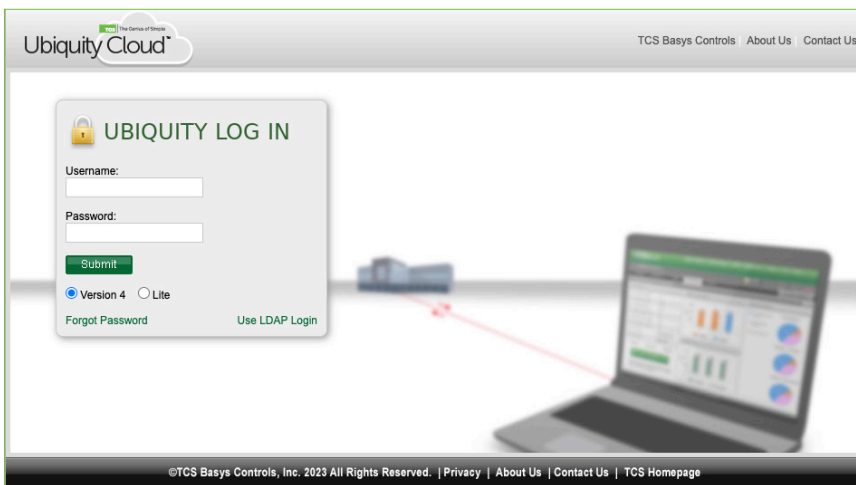 TCS The Genius of Simple
Ubiquity Cloud™
TCS Basys Controls | About Us | Contact Us
UBIQUITY LOG IN
Username:
Password:
Submit
Version 4 Lite
Forgot Password Use LDAP Login
©TCS Basys Controls, Inc. 2023 All Rights Reserved. | Privacy | About Us | Contact Us | TCS Homepage